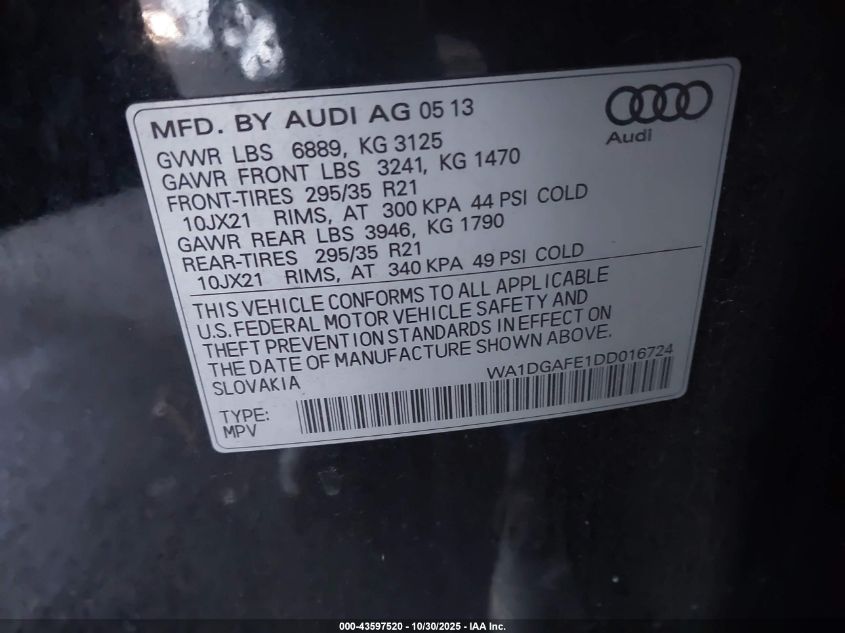 MFD. BY AUDI AG 05 13
Audi
GVWR LBS 6889, KG 3125
GAWR FRONT LBS 3241, KG 1470
FRONT-TIRES 295/35 R21
10JX21 RIMS, AT 300 KPA 44 PSI COLD
GAWR REAR LBS 3946, KG 1790
REAR-TIRES 295/35 R21
10JX21 RIMS, AT 340 KPA 49 PSI COLD
THIS VEHICLE CONFORMS TO ALL APPLICABLE
U.S. FEDERAL MOTOR VEHICLE SAFETY AND
THEFT PREVENTION STANDARDS IN EFFECT ON
THE DATE OF MANUFACTURE SHOWN ABOVE.
SLOVAKIA
WA1DGAFE1DD016724
TYPE:
MPV
000-43597520 - 10/30/2025 - IAA Inc.